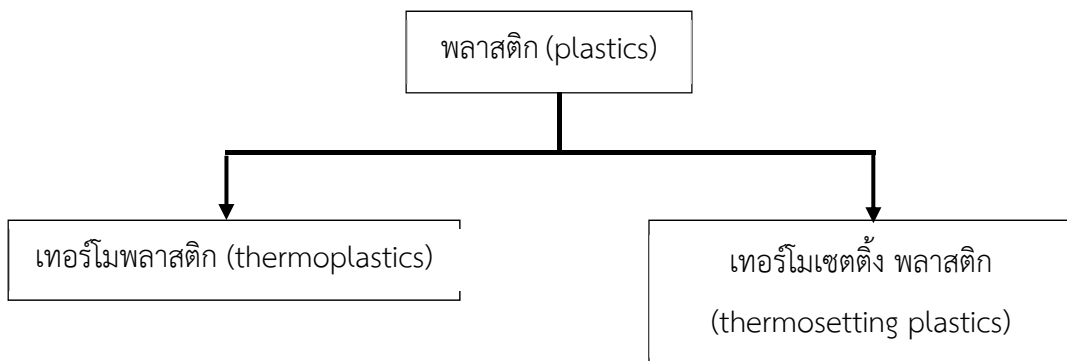 พลาสติก (plastics)
เทอร์โมพลาสติก (thermoplastics)
เทอร์โมเซตติ้ง พลาสติก
(thermosetting plastics)